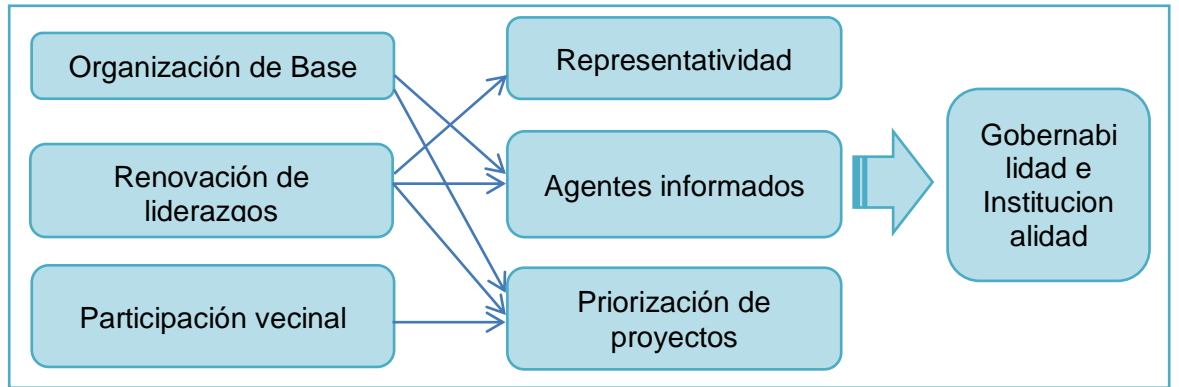 Organización de Base
Renovación de
liderazgos
Participación vecinal
Representatividad
Agentes informados
Priorización de
proyectos
Gobernabi
lidad e
Institucion
alidad